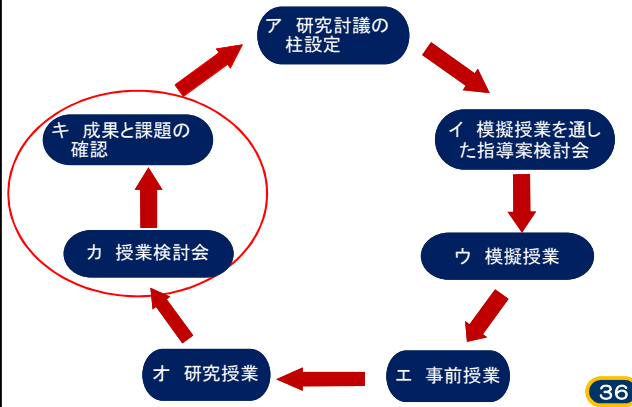 ア 研究討議の
柱設定
イ 模擬授業を通し
た指導案検討会
ウ 模擬授業
エ 事前授業
オ 研究授業
カ 授業検討会
キ 成果と課題の
確認
36